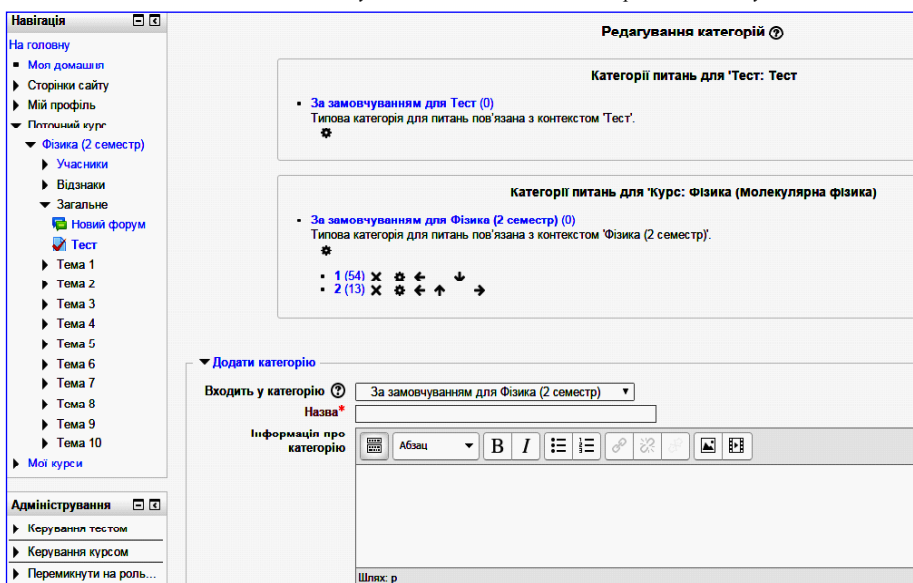 Навігація
На головну
Моя домашня
Сторінки сайту
Мій профіль
Поточний курс
Фізика (2 семестр)
Учасники
Відзнаки
Загальне
Новий форум
Тест
Тема 1
Тема 2
Тема 3
Тема 4
Тема 5
Тема 6
Тема 7
Тема 8
Тема 9
Тема 10
Мої курси
Адміністрування
Керування тестом
Керування курсом
Перемикнути на роль...
Редагування категорій
Категорії питань для 'Тест: Тест
За замовчуванням для Тест (0)
Типова категорія для питань пов'язана з контекстом 'Тест'.
Категорії питань для 'Курс: Фізика (Молекулярна фізика)
За замовчуванням для Фізика (2 семестр) (0)
Типова категорія для питань пов'язана з контекстом 'Фізика (2 семестр)'.
1 (54)
2 (13)
Додати категорію
Входить у категорію За замовчуванням для Фізика (2 семестр)
Назва*
Інформація про
категорію
Абзац B I
Шлях: p